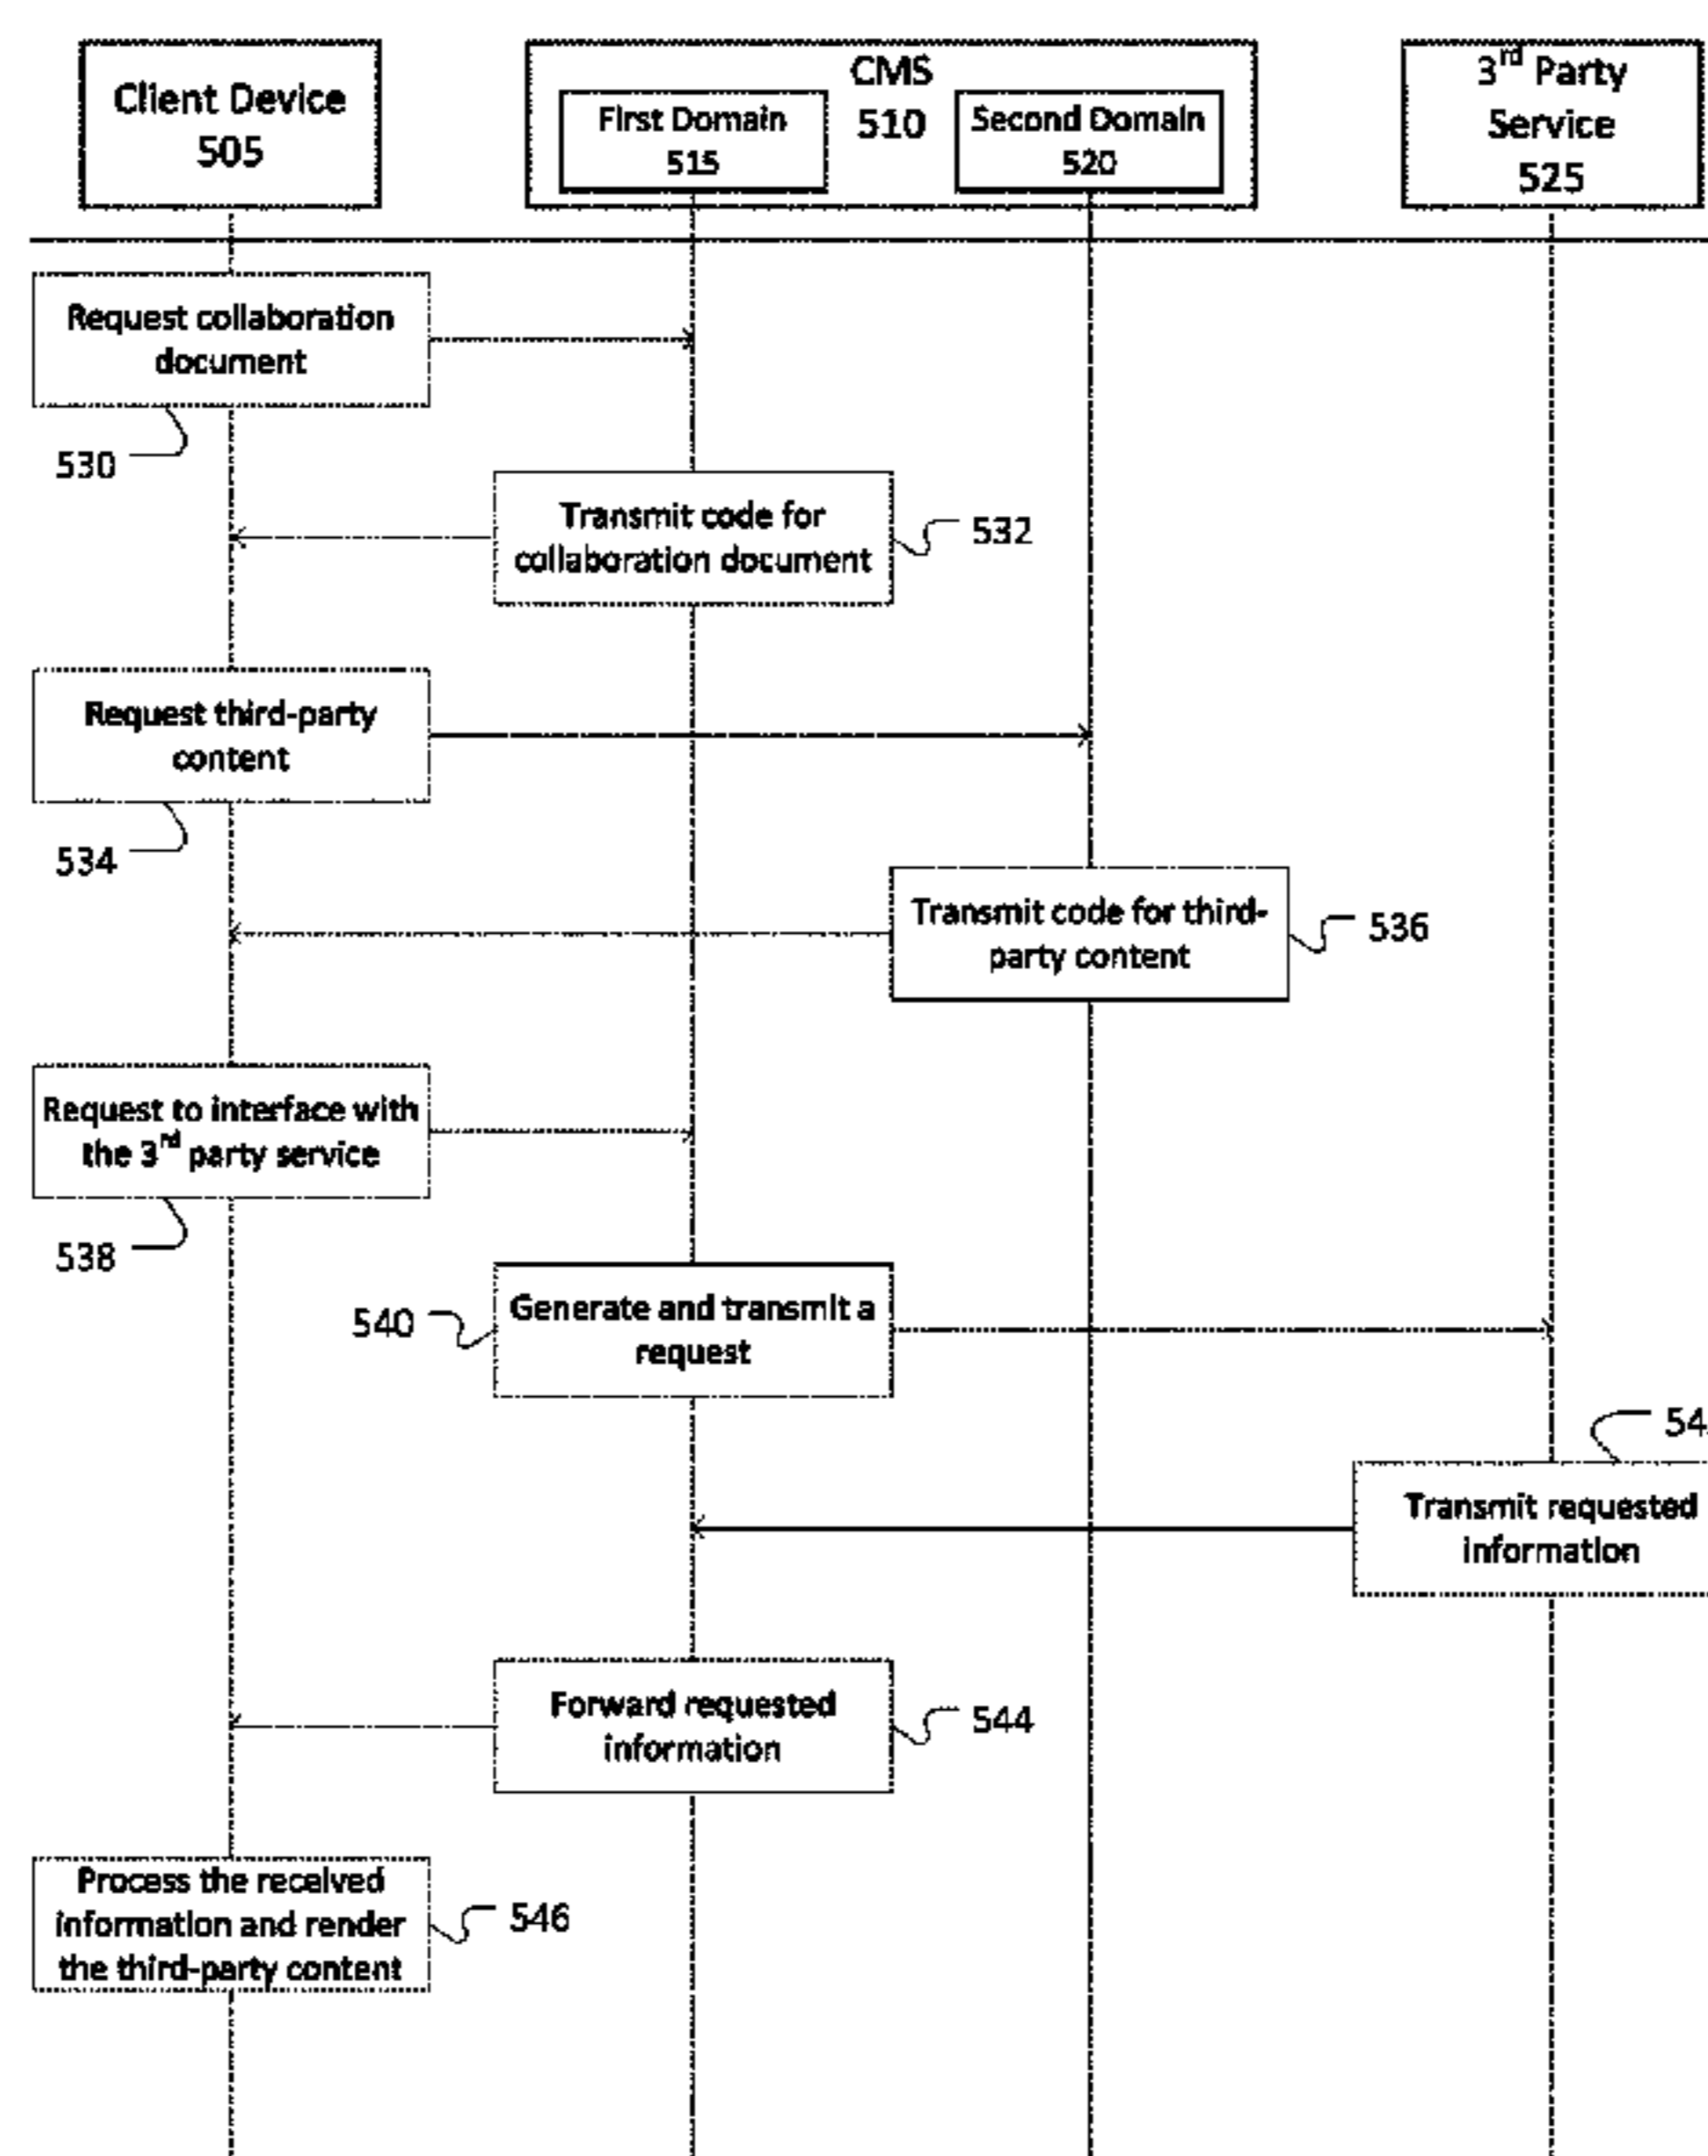 Client Device
505
CMS
510
First Domain
515
Second Domain
520
3rd Party
Service
525
Request collaboration
document
530
Transmit code for
collaboration document
532
Request third-party
content
534
Transmit code for third-
party content
536
Request to interface with
the 3rd party service
538
Generate and transmit a
request
540
Transmit requested
information
Forward requested
information
544
Process the received
information and render
the third-party content
546